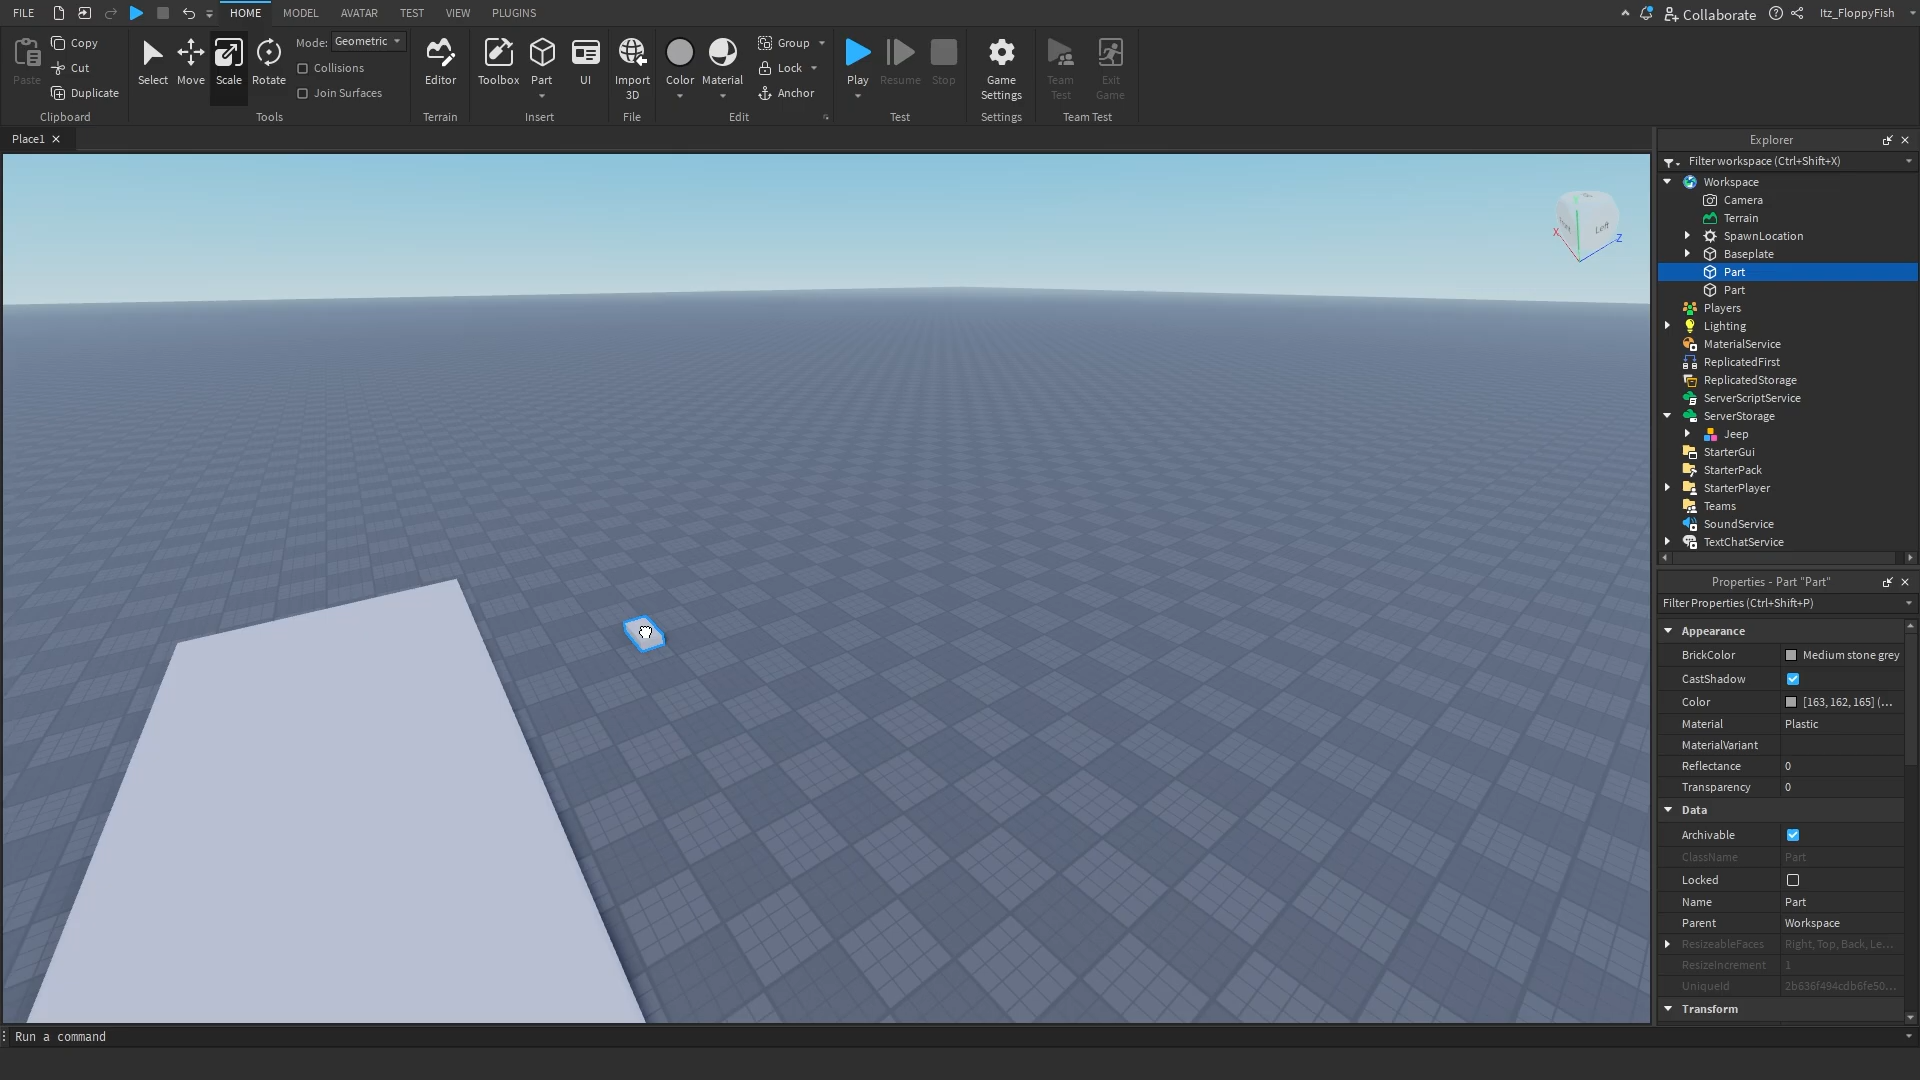 FILE HOME MODEL AVATAR TEST VIEW PLUGINS Collaborate Itz_FloppyFish
Paste Copy Cut Duplicate
Clipboard
Select Move Scale Rotate
Mode: Geometric
Collisions
Join Surfaces
Tools
Editor
Terrain
Toolbox Part UI
Insert
Import 3D
File
Color Material
Group
Lock
Anchor
Edit
Play Resume Stop
Test
Game Settings
Settings
Team Test Exit Game
Team Test
Place1
Left
X
Z
Explorer
Filter workspace (Ctrl+Shift+X)
Workspace
Camera
Terrain
SpawnLocation
Baseplate
Part
Part
Players
Lighting
MaterialService
ReplicatedFirst
ReplicatedStorage
ServerScriptService
ServerStorage
Jeep
StarterGui
StarterPack
StarterPlayer
Teams
SoundService
TextChatService
Properties - Part "Part"
Filter Properties (Ctrl+Shift+P)
Appearance
BrickColor Medium stone grey
CastShadow
Color [163, 162, 165] (...
Material Plastic
MaterialVariant
Reflectance 0
Transparency 0
Data
Archivable
ClassName Part
Locked
Name Part
Parent Workspace
ResizeableFaces Right, Top, Back, Le...
ResizeIncrement 1
UniqueId 2b636f494cdb6fe50...
Transform
Run a command